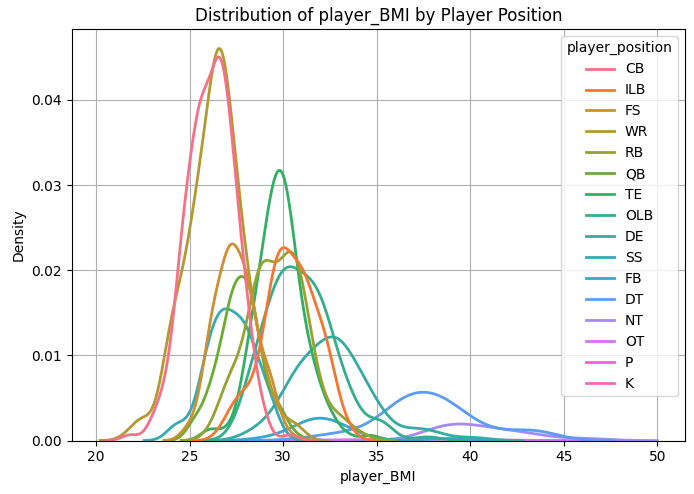 Distribution of player_BMI by Player Position
player_position
CB
ILB
FS
WR
RB
QB
TE
OLB
DE
SS
FB
DT
NT
OT
P
K
Density
0.04
0.03
0.02
0.01
0.00
20
25
30
35
40
45
50
player_BMI